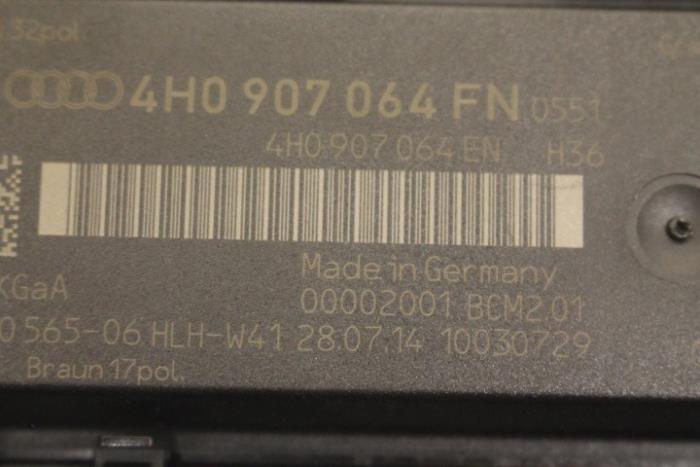 32pol.
4H0 907 064 FN 0551
4H0 907 064 EN H36
KGaA
Made in Germany
00002001 BCM2.01
0 565-06 HLH-W41 28.07.14 10030729
Braun 17pol.